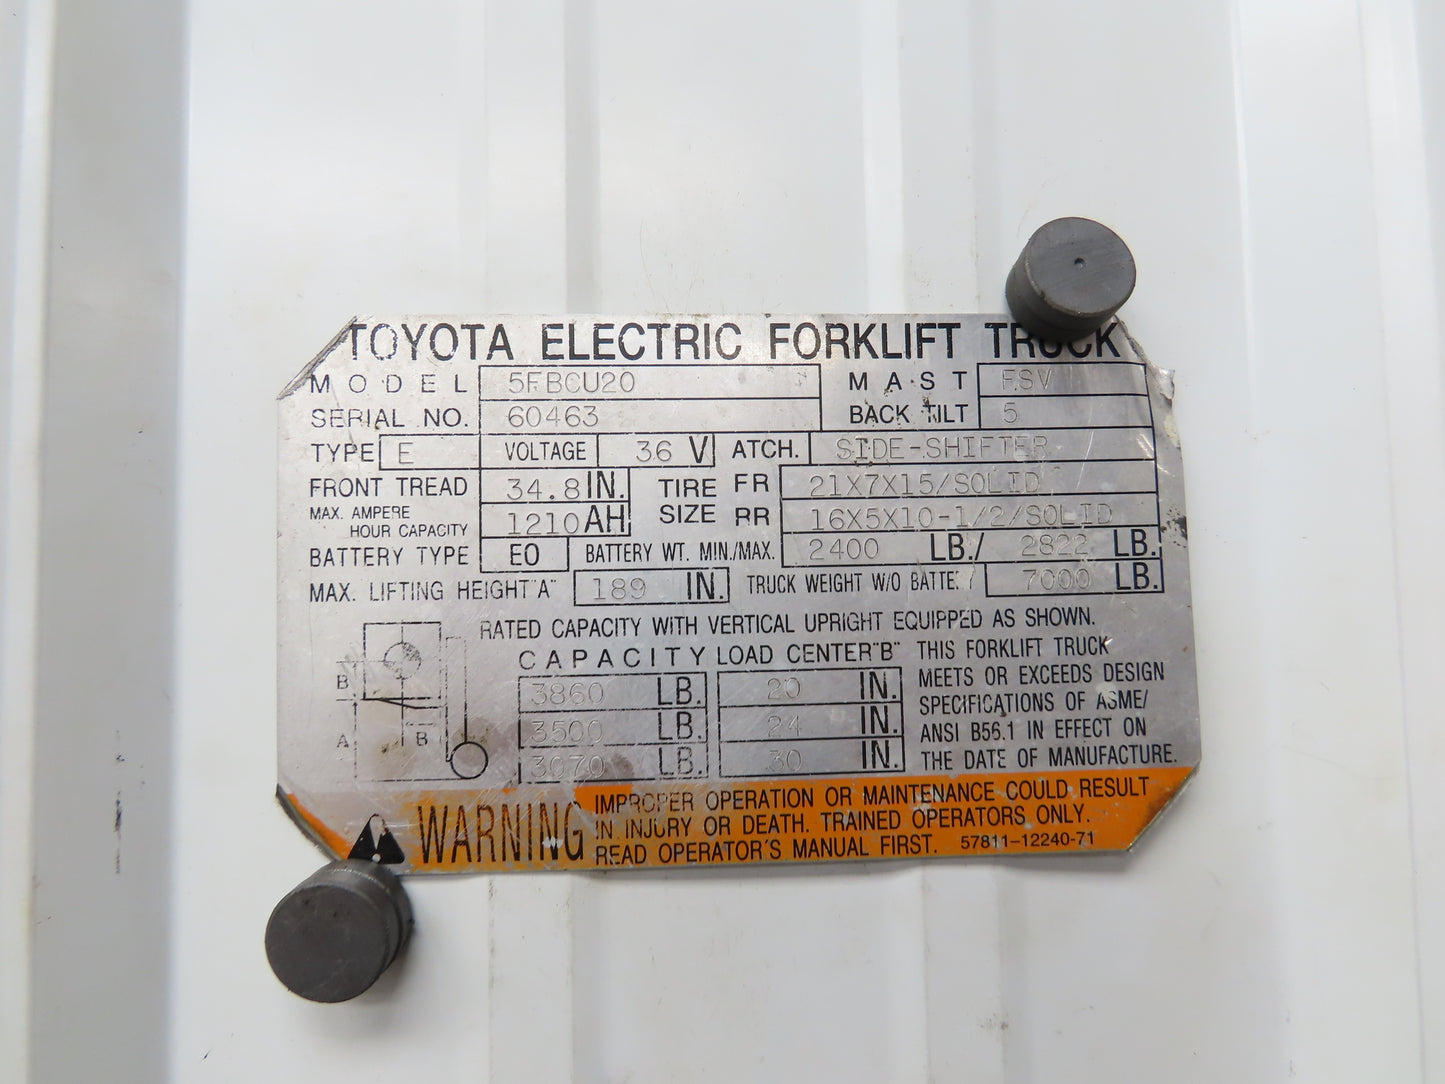 TOYOTA ELECTRIC FORKLIFT TRUCK
MODEL 5FBCU20 MAST FSV
SERIAL NO. 60463 BACK TILT 5
TYPE E VOLTAGE 36 V ATCH. SIDE-SHIFTER
FRONT TREAD 34.8 IN. TIRE SIZE FR 21X7X15/SOLID
MAX. AMPERE HOUR CAPACITY 1210 AH RR 16X5X10-1/2/SOLID
BATTERY TYPE EO BATTERY WT. MIN./MAX. 2400 LB./ 2822 LB.
MAX. LIFTING HEIGHT"A" 189 IN. TRUCK WEIGHT W/O BATTERY 7000 LB.
RATED CAPACITY WITH VERTICAL UPRIGHT EQUIPPED AS SHOWN.
CAPACITY LOAD CENTER"B"
3860 LB. 20 IN.
3500 LB. 24 IN.
3070 LB. 30 IN.
B
A B
THIS FORKLIFT TRUCK
MEETS OR EXCEEDS DESIGN
SPECIFICATIONS OF ASME/
ANSI B56.1 IN EFFECT ON
THE DATE OF MANUFACTURE.
WARNING
IMPROPER OPERATION OR MAINTENANCE COULD RESULT
IN INJURY OR DEATH. TRAINED OPERATORS ONLY.
READ OPERATOR'S MANUAL FIRST. 57811-12240-71